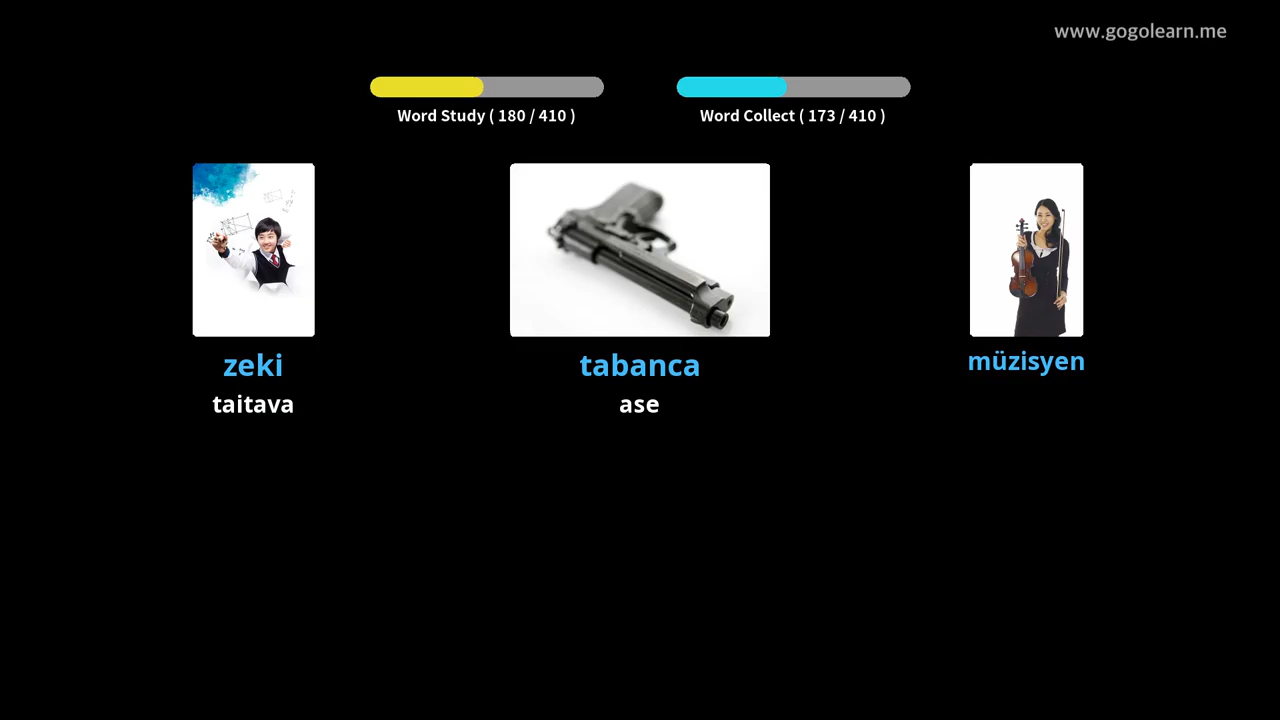 www.gogolearn.me
Word Study ( 180 / 410 )
Word Collect ( 173 / 410 )
zeki
tabanca
müzisyen
taitava
ase